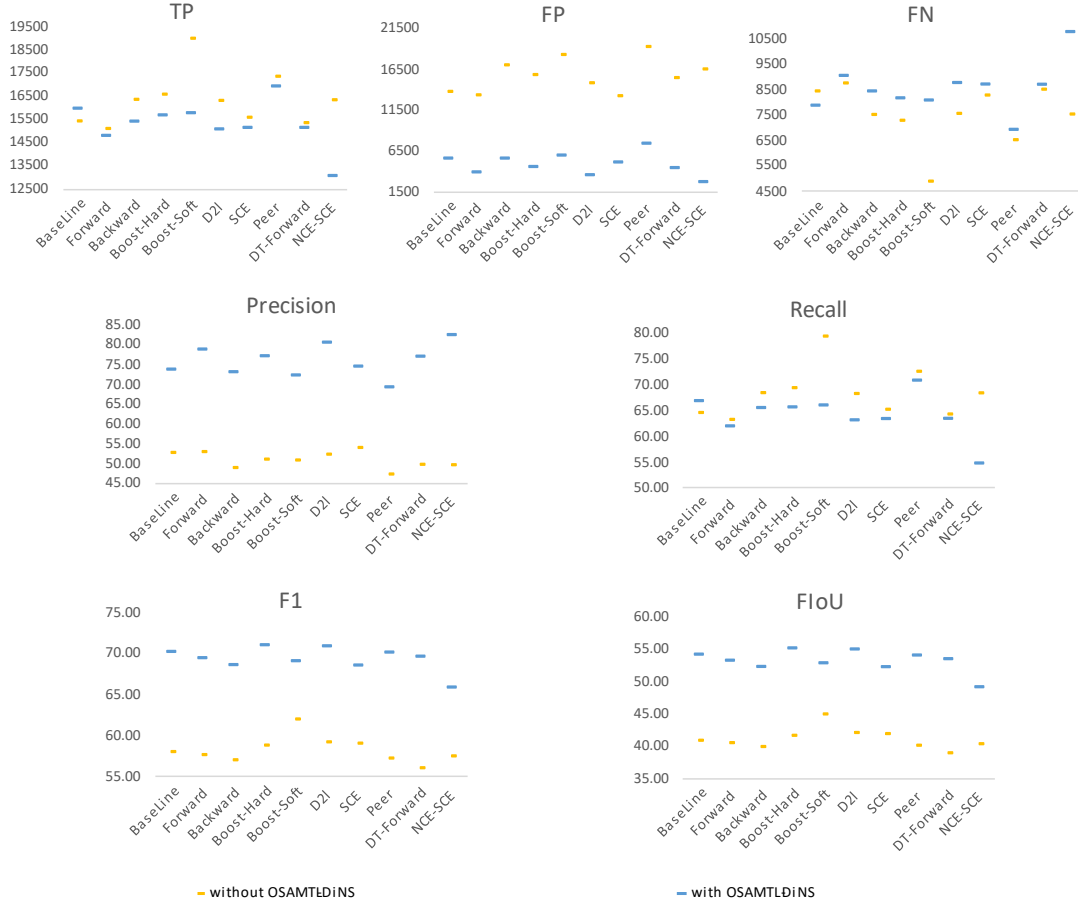 TP
19500
18500
17500
16500
15500
14500
13500
12500
BaseLine
Forward
Backward
Boost-Hard
Boost-Soft
D2l
SCE
Peer
DT-Forward
NCE-SCE
FP
21500
16500
11500
6500
1500
BaseLine
Forward
Backward
Boost-Hard
Boost-Soft
D2l
SCE
Peer
DT-Forward
NCE-SCE
FN
10500
9500
8500
7500
6500
5500
4500
BaseLine
Forward
Backward
Boost-Hard
Boost-Soft
D2l
SCE
Peer
DT-Forward
NCE-SCE
Precision
85.00
80.00
75.00
70.00
65.00
60.00
55.00
50.00
45.00
BaseLine
Forward
Backward
Boost-Hard
Boost-Soft
D2l
SCE
Peer
DT-Forward
NCE-SCE
Recall
80.00
75.00
70.00
65.00
60.00
55.00
50.00
BaseLine
Forward
Backward
Boost-Hard
Boost-Soft
D2l
SCE
Peer
DT-Forward
NCE-SCE
F1
75.00
70.00
65.00
60.00
55.00
BaseLine
Forward
Backward
Boost-Hard
Boost-Soft
D2l
SCE
Peer
DT-Forward
NCE-SCE
FIoU
60.00
55.00
50.00
45.00
40.00
35.00
BaseLine
Forward
Backward
Boost-Hard
Boost-Soft
D2l
SCE
Peer
DT-Forward
NCE-SCE
without OSAMTL-DiNS
with OSAMTL-DiNS